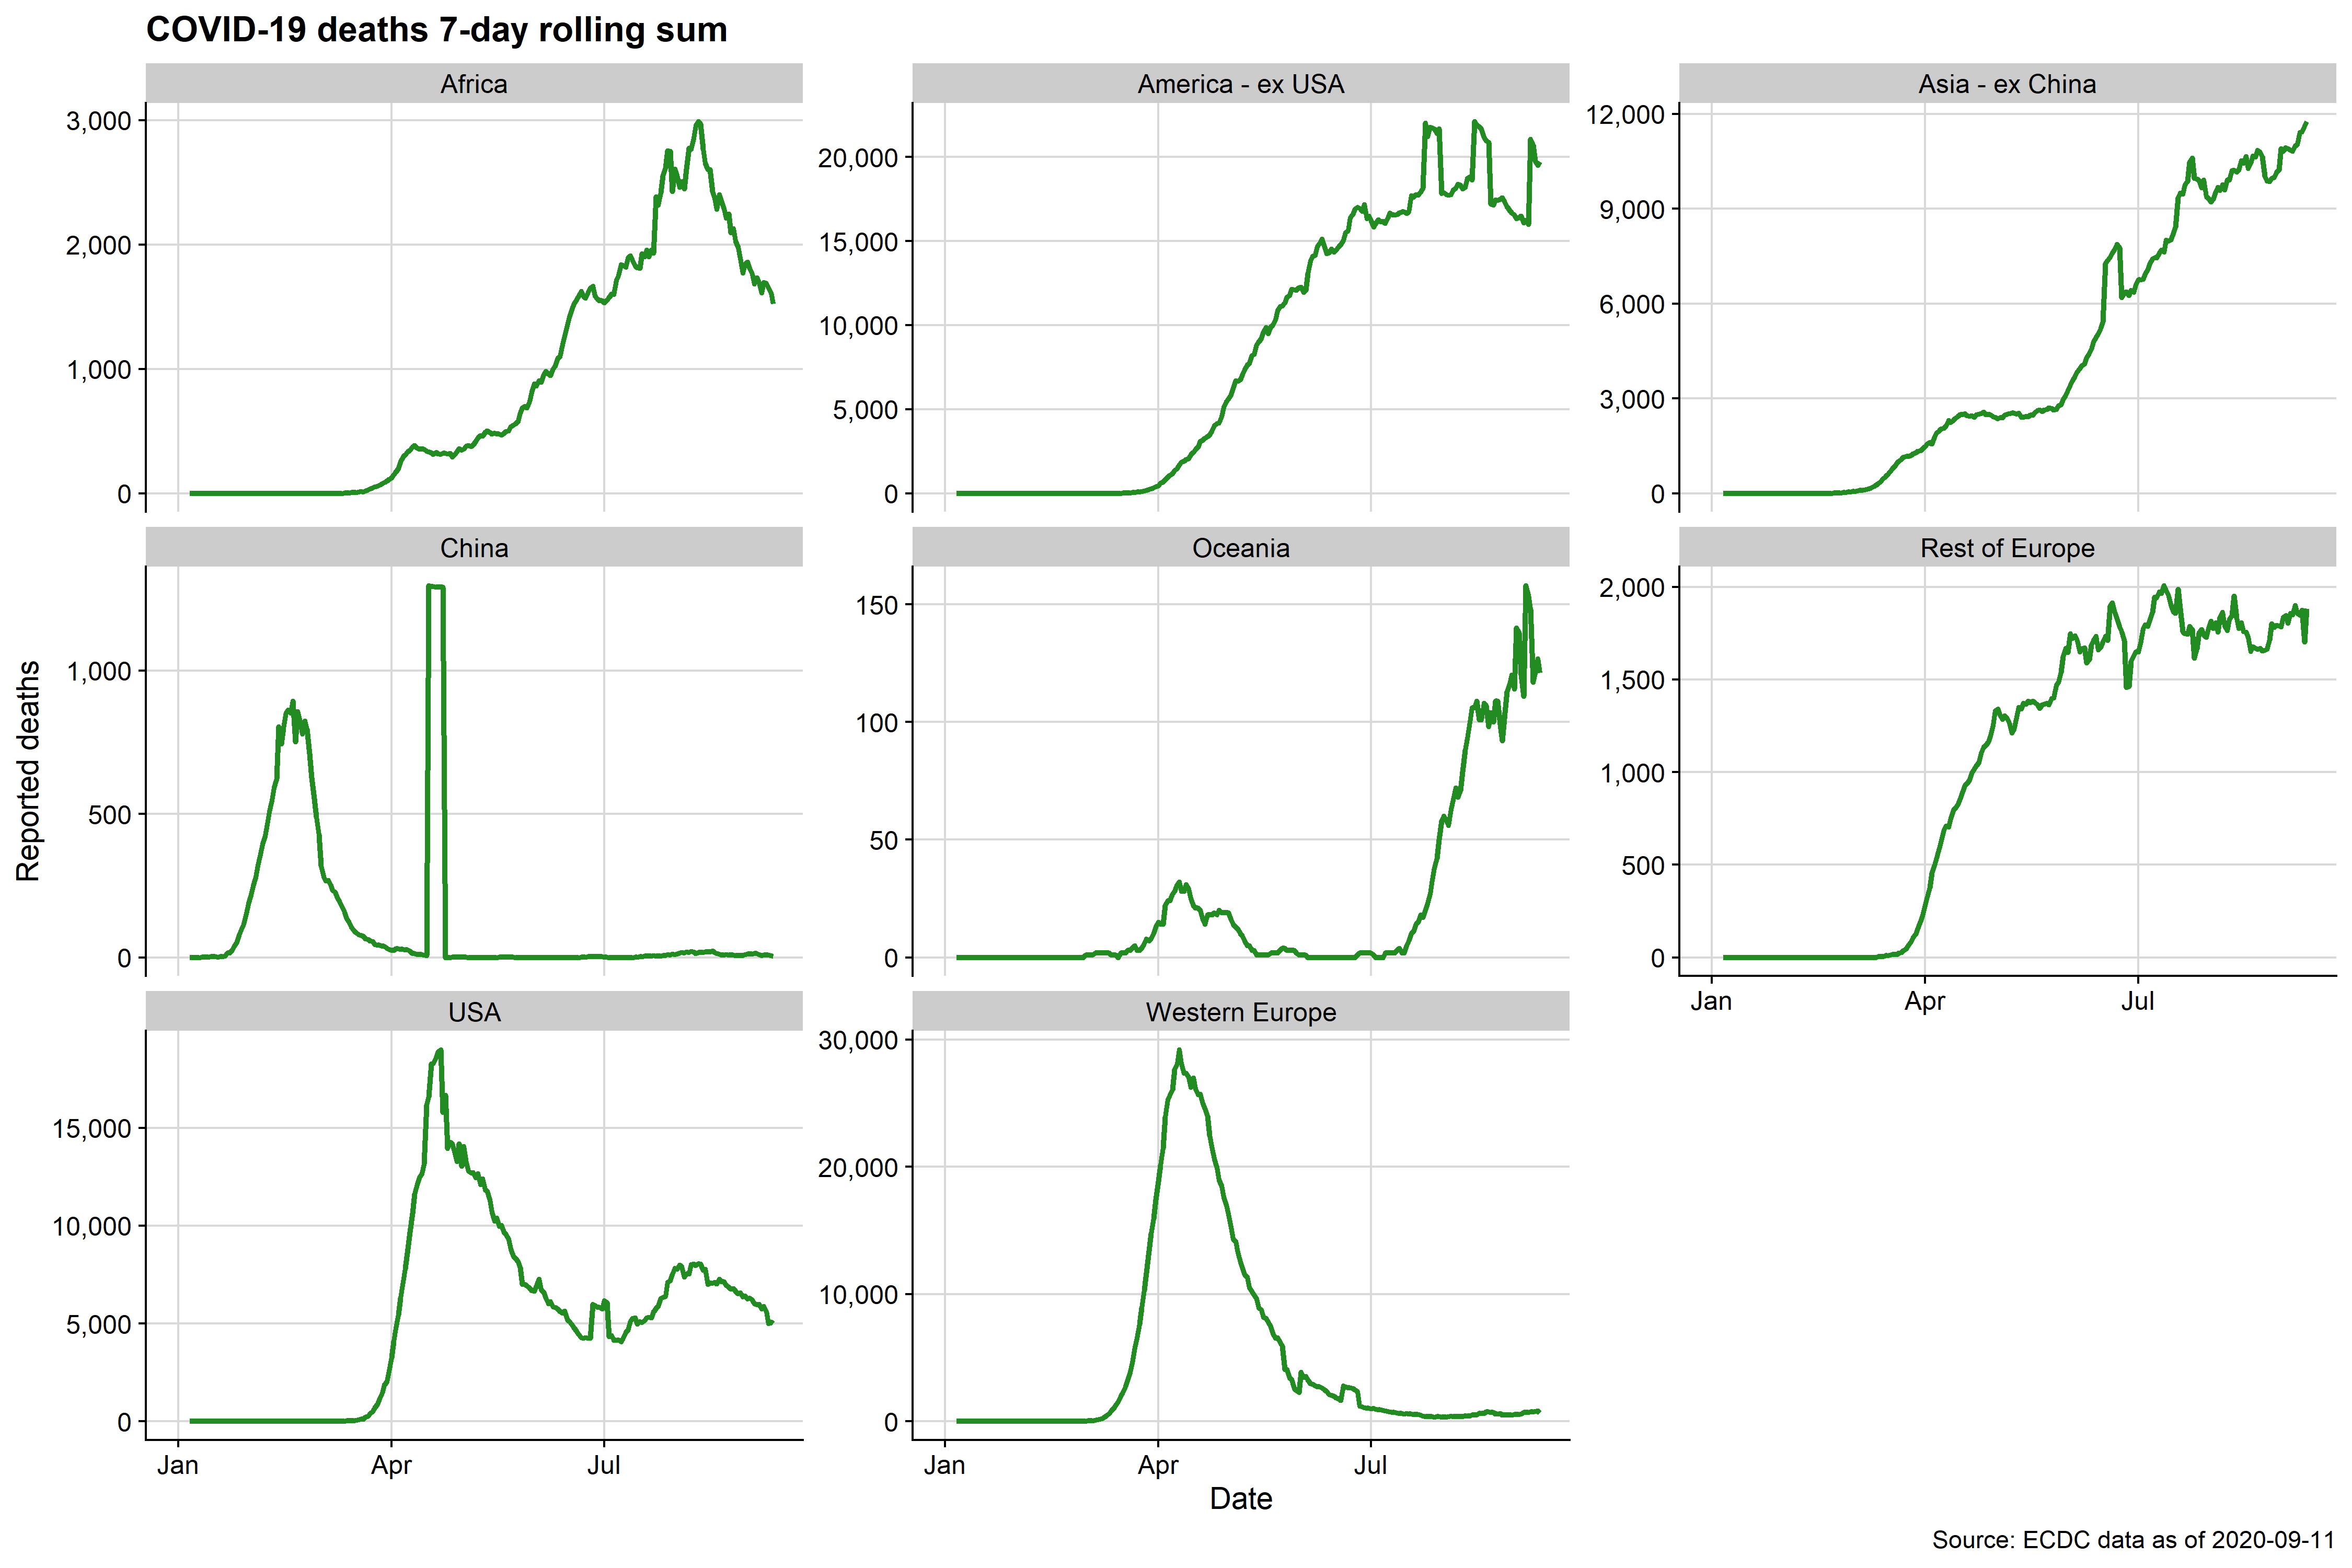 COVID-19 deaths 7-day rolling sum
Africa
America - ex USA
Asia - ex China
3,000
2,000
1,000
0
20,000
15,000
10,000
5,000
0
12,000
9,000
6,000
3,000
0
China
Oceania
Rest of Europe
Reported deaths
1,000
500
0
150
100
50
0
2,000
1,500
1,000
500
0
Jan Apr Jul
USA
Western Europe
15,000
10,000
5,000
0
30,000
20,000
10,000
0
Jan Apr Jul
Jan Apr Jul
Date
Source: ECDC data as of 2020-09-11